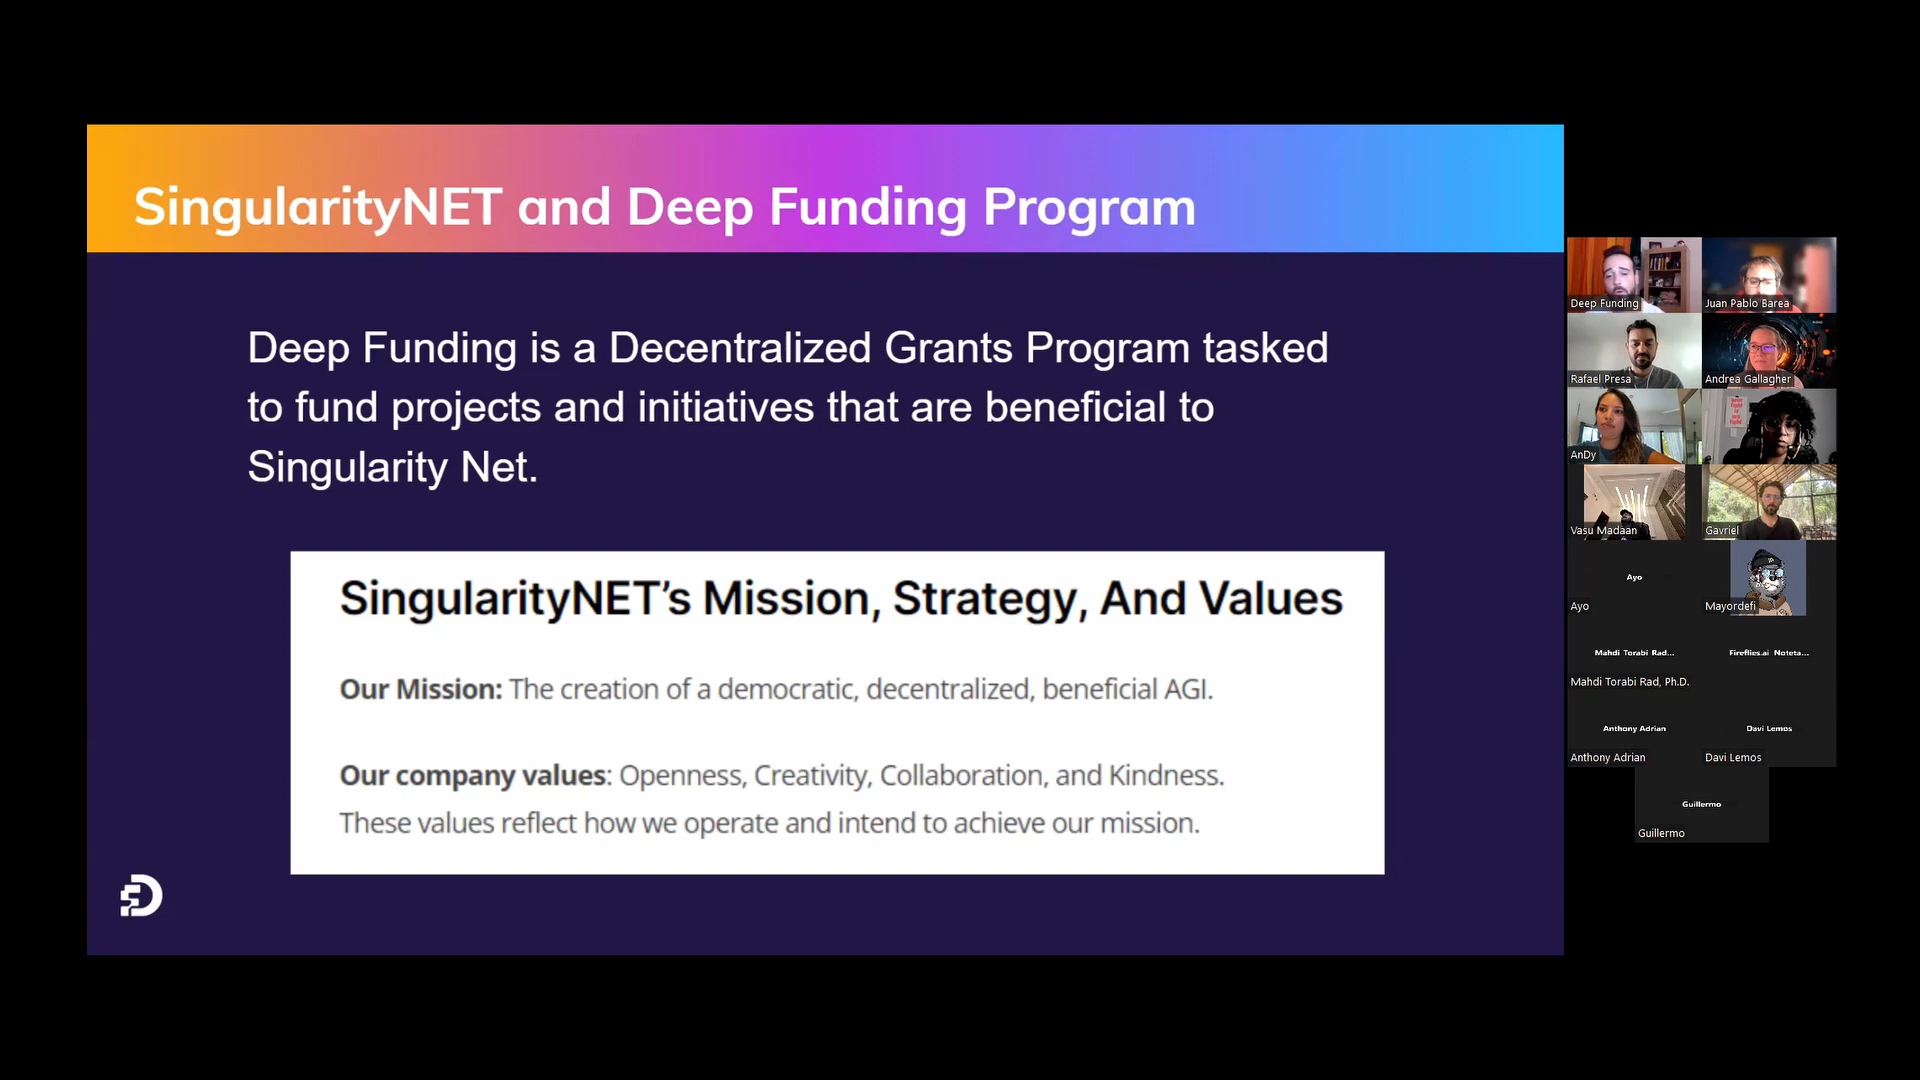 SingularityNET and Deep Funding Program
Deep Funding is a Decentralized Grants Program tasked
to fund projects and initiatives that are beneficial to
Singularity Net.
SingularityNET’s Mission, Strategy, And Values
Our Mission: The creation of a democratic, decentralized, beneficial AGI.
Our company values: Openness, Creativity, Collaboration, and Kindness.
These values reflect how we operate and intend to achieve our mission.
Deep Funding
Juan Pablo Barea
Rafael Presa
Andrea Gallagher
AnDy
Vasu Madaan
Gavriel
Ayo
Ayo
Mayordefi
Mahdi Torabi Rad...
Fireflies.ai Noteta...
Mahdi Torabi Rad, Ph.D.
Anthony Adrian
Davi Lemos
Anthony Adrian
Davi Lemos
Guillermo
Guillermo